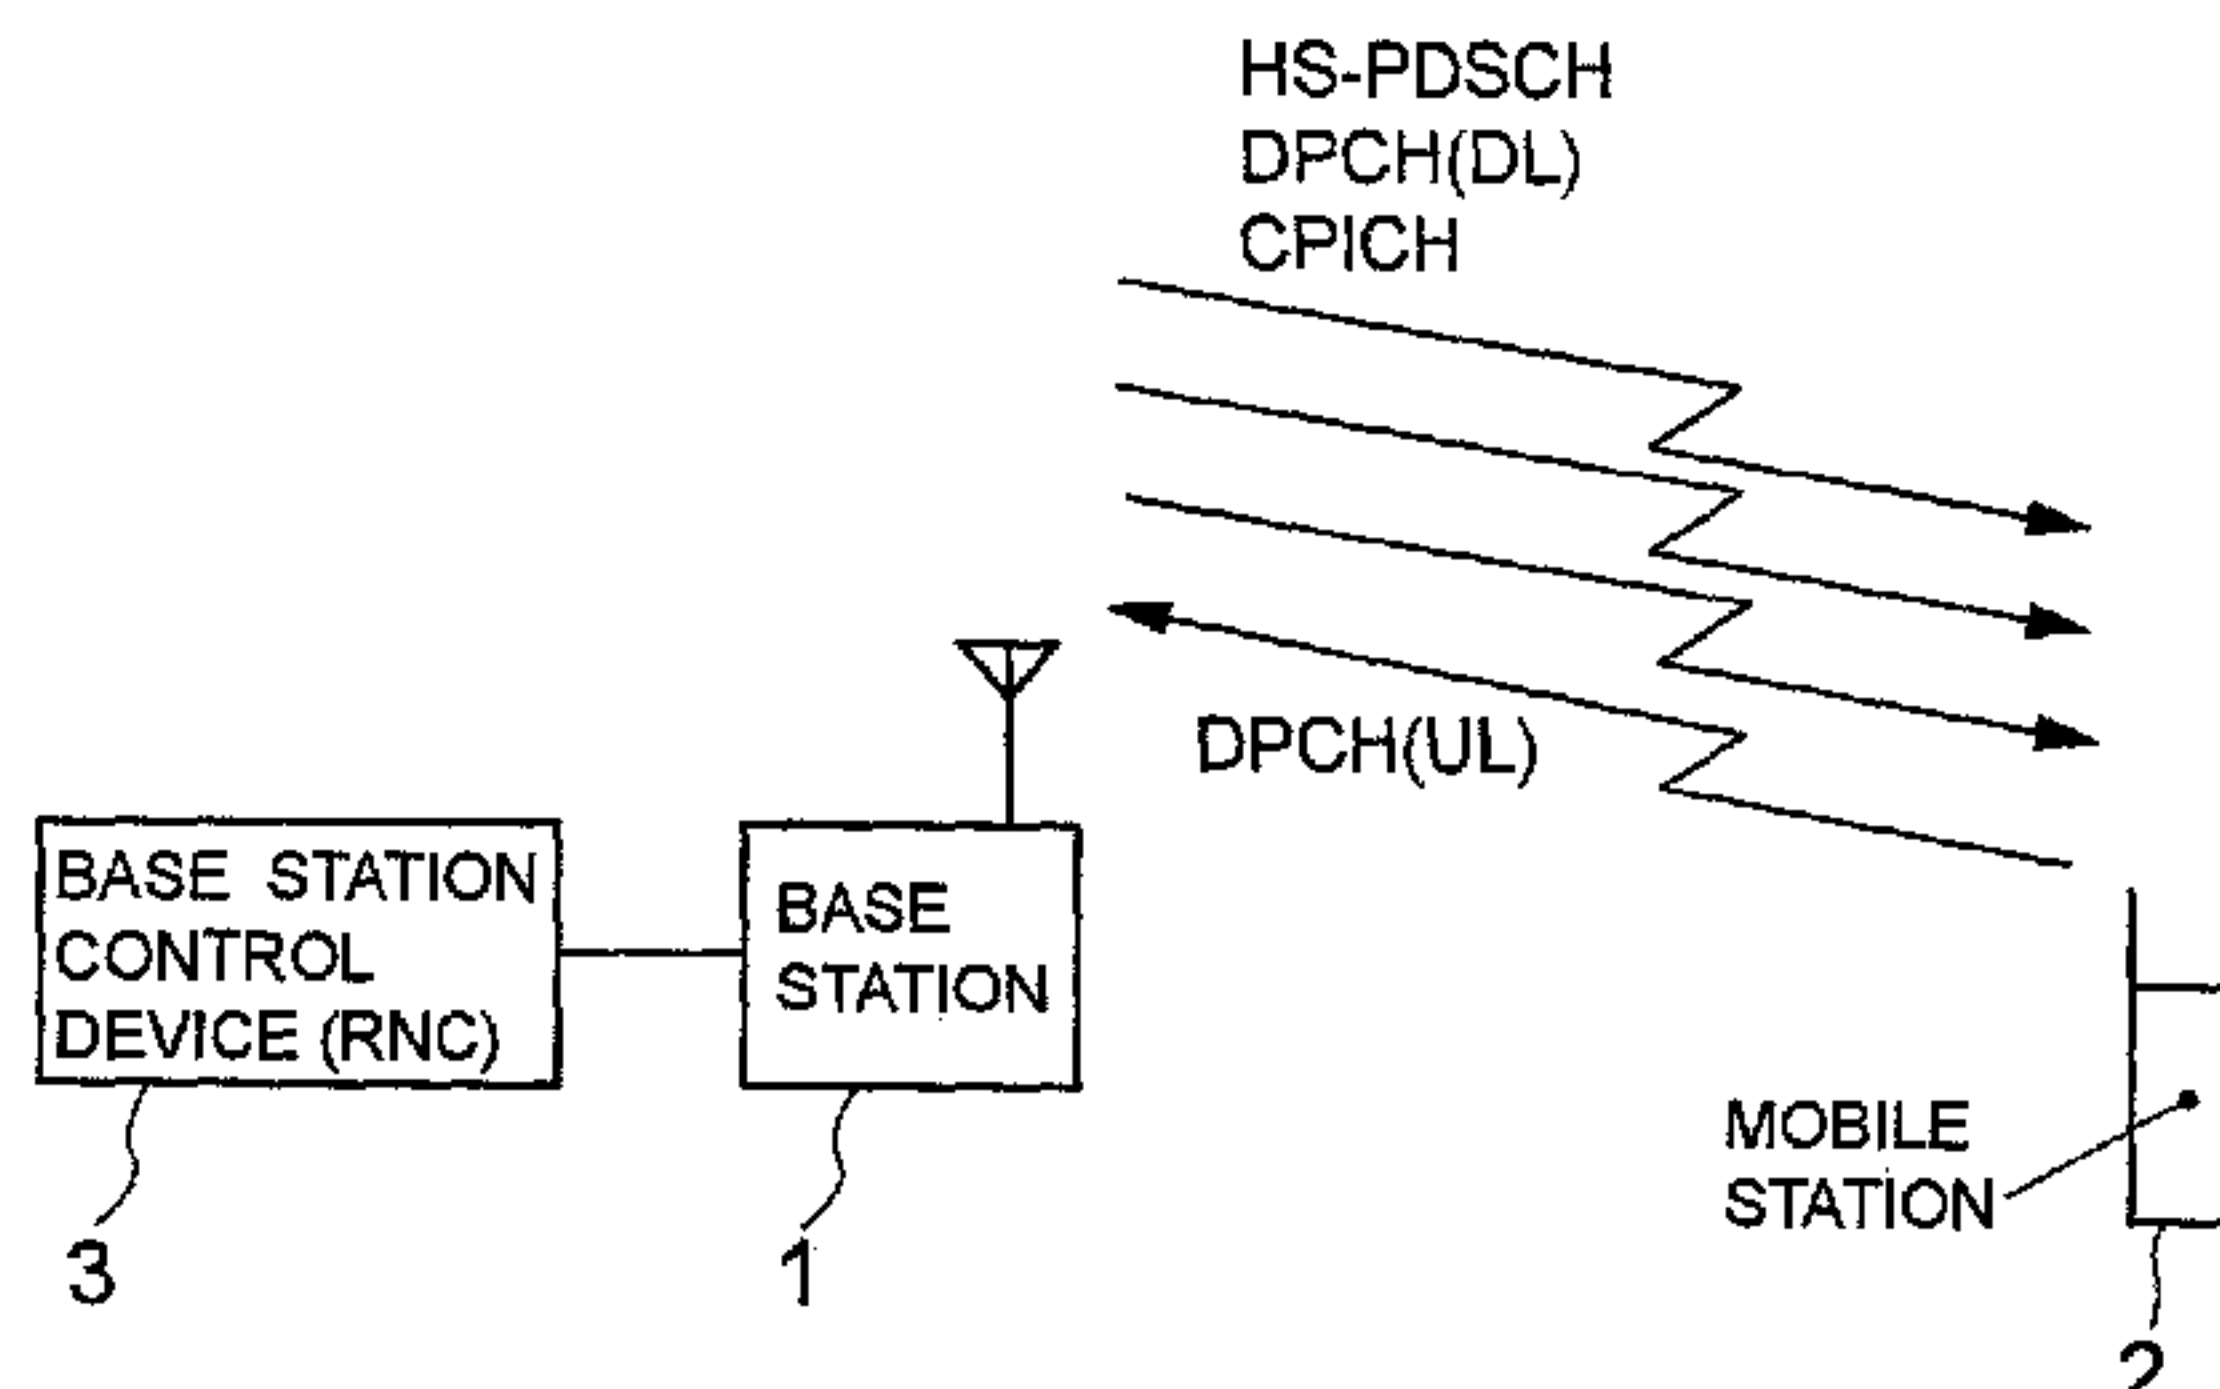 HS-PDSCH
DPCH(DL)
CPICH
DPCH(UL)
BASE STATION
CONTROL
DEVICE (RNC)
BASE
STATION
MOBILE
STATION
3
1
2